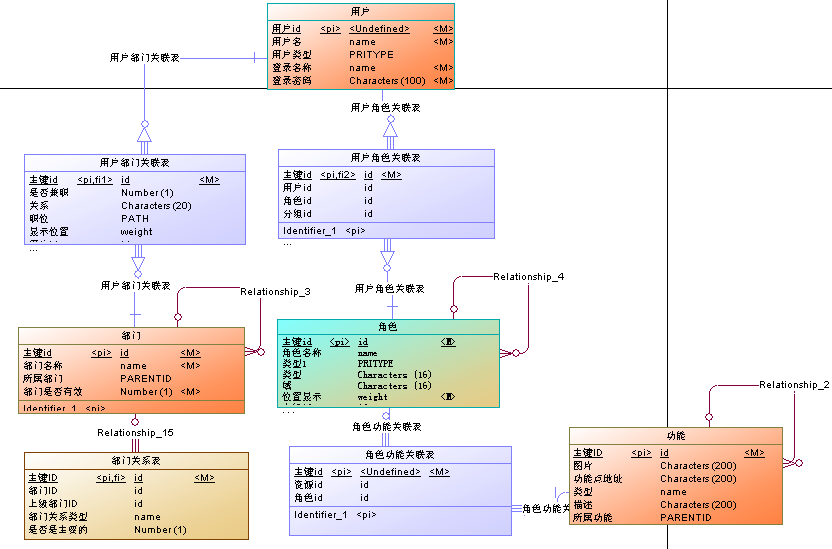 用户
用户id <pi> <Undefined> <M>
用户名 name <M>
用户类型 PRITYPE
登录名称 name <M>
登录密码 Characters (100) <M>
用户部门关联表
用户角色关联表
用户部门关联表
主键id <pi,fi1> id <M>
是否兼职 Number (1)
关系 Characters (20)
职位 PATH
显示位置 weight
...
用户角色关联表
主键id <pi,fi2> id <M>
用户id id
角色id id
分组id id
Identifier_1 <pi>
...
用户部门关联表
Relationship_3
用户角色关联表
Relationship_4
部门
主键id <pi> id <M>
部门名称 name <M>
所属部门 PARENTID
部门是否有效 Number (1) <M>
Identifier_1 <pi>
角色
主键id <pi> id <M>
角色名称 name
类型1 PRITYPE
类型 Characters (16)
域 Characters (16)
位置显示 weight <M>
...
Relationship_15
角色功能关联表
Relationship_2
部门关系表
主键ID <pi,fi> id <M>
部门ID id
上级部门ID id
部门关系类型 name
是否是主要的 Number (1)
角色功能关联表
主键id <pi> <Undefined> <M>
资源id id
角色id id
Identifier_1 <pi>
角色功能关
功能
主键ID <pi> id <M>
图片 Characters (200)
功能点地址 Characters (200)
类型 name
描述 Characters (200)
所属功能 PARENTID